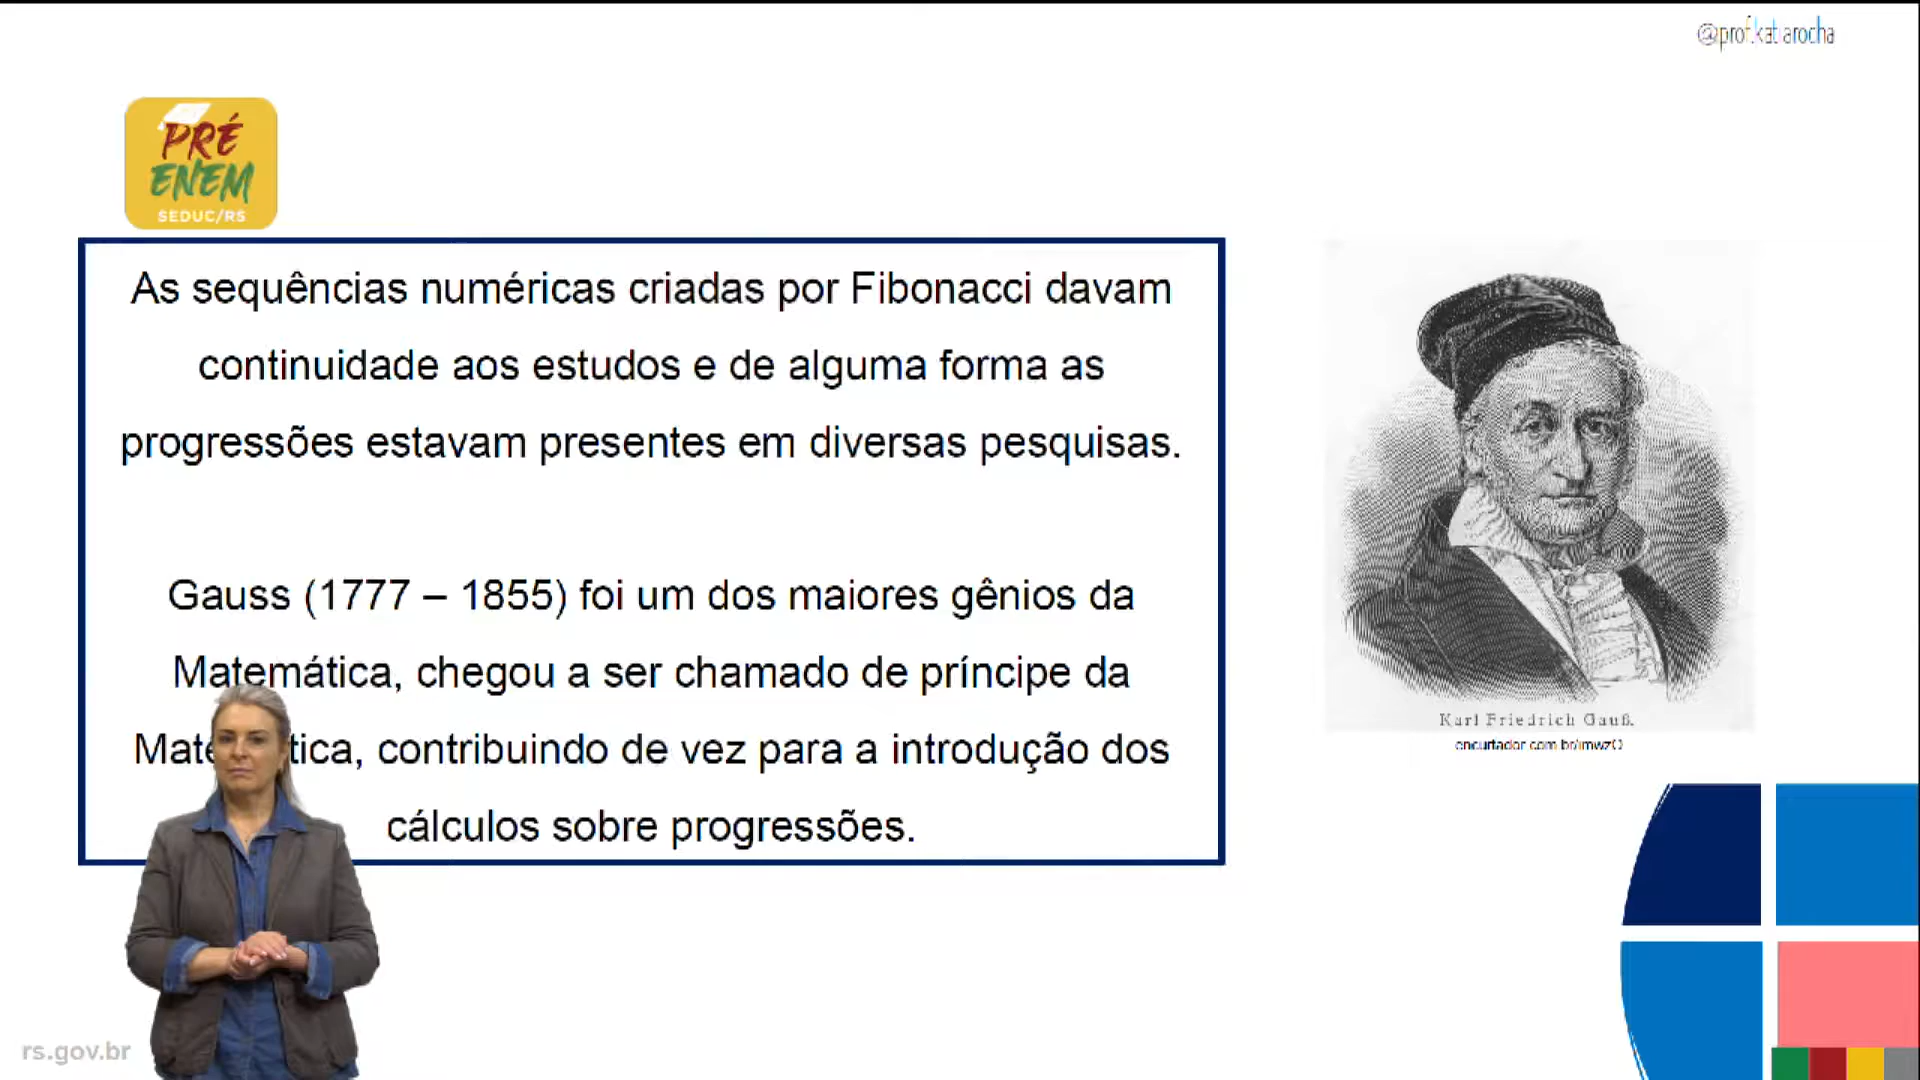 @prof.katiarocha
PRÉ
ENEM
SEDUC/RS
As sequências numéricas criadas por Fibonacci davam
continuidade aos estudos e de alguma forma as
progressões estavam presentes em diversas pesquisas.
Gauss (1777 – 1855) foi um dos maiores gênios da
Matemática, chegou a ser chamado de príncipe da
contribuindo de vez para a introdução dos
cálculos sobre progressões.
Karl Friedrich Gauß.
rs.gov.br